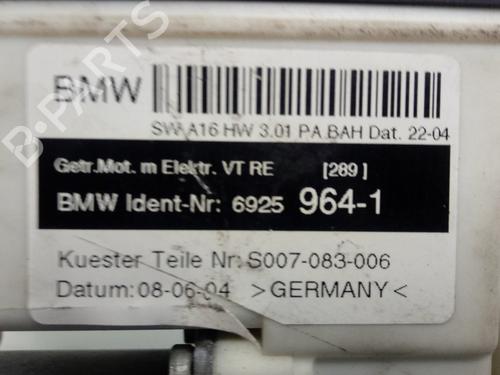 BMW
SW A16 HW 3.01 PA BAH Dat. 22-04
Getr.Mot. m Elektr. VT RE [289]
BMW Ident-Nr: 6925 964-1
Kuester Teile Nr: S007-083-006
Datum: 08-06-04 >GERMANY<
B-PARTS